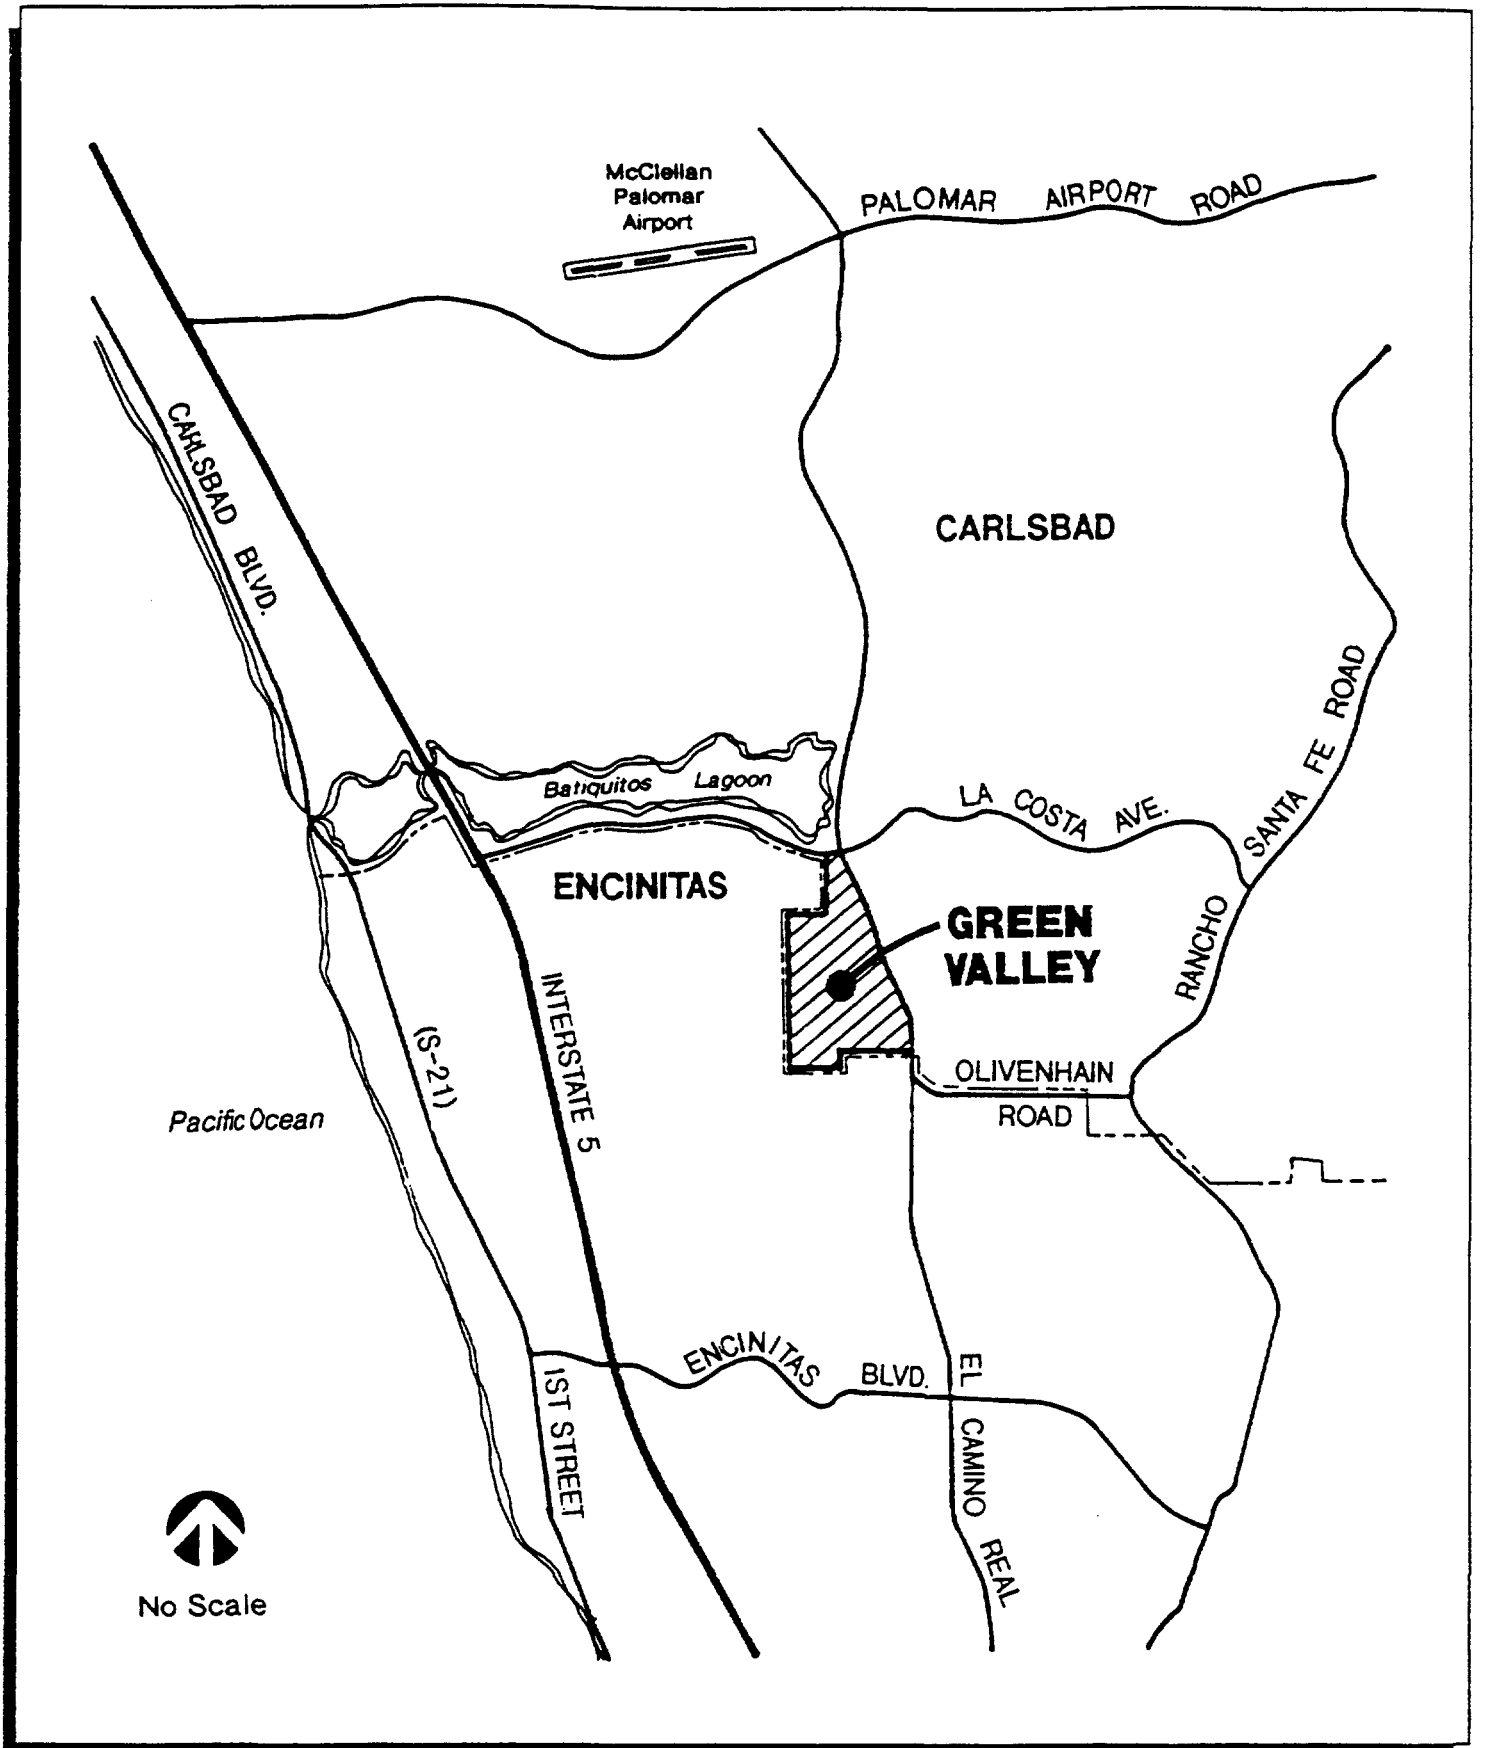 McClellan
Palomar
Airport
PALOMAR AIRPORT ROAD
CARLSBAD BLVD.
CARLSBAD
SANTA FE ROAD
Batiquitos Lagoon
LA COSTA AVE.
ENCINITAS
GREEN
VALLEY
RANCHO
INTERSTATE 5
(S-21)
OLIVENHAIN
ROAD
Pacific Ocean
ENCINITAS BLVD.
EL CAMINO REAL
1ST STREET
No Scale